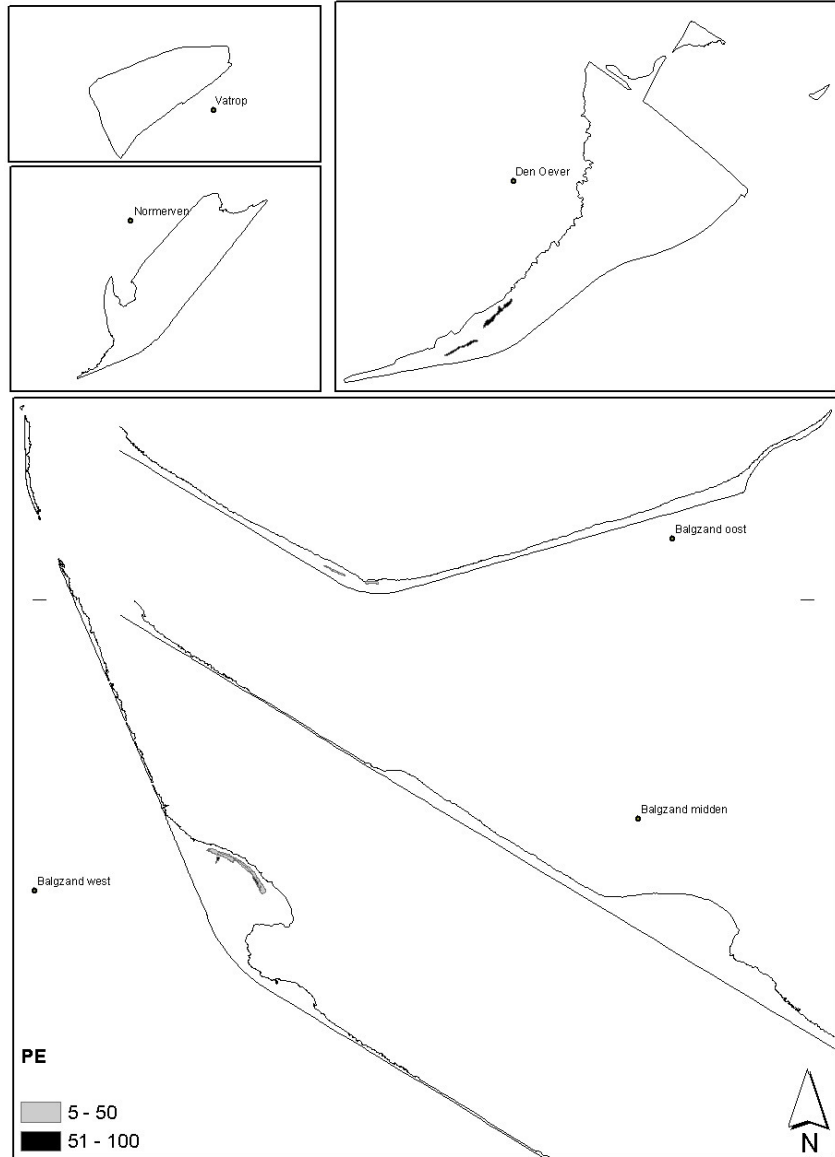 Vatrop
Normerven
Den Oever
Balgzand oost
Balgzand midden
Balgzand west
PE
5 - 50
51 - 100
N